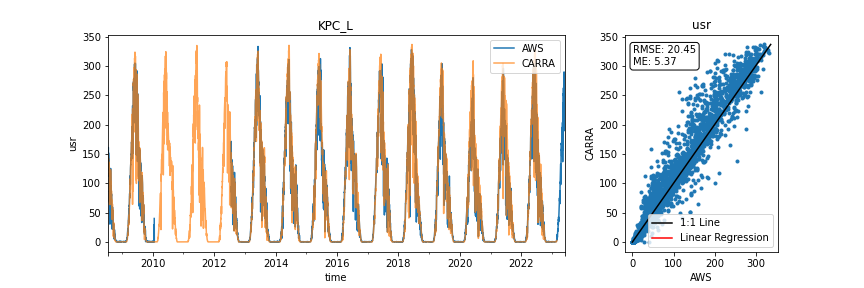 KPC_L
usr
350
300
250
200
150
100
50
0
2010
2012
2014
2016
2018
2020
2022
time
AWS
CARRA
usr
CARRA
350
300
250
200
150
100
50
0
0
100
200
300
AWS
RMSE: 20.45
ME: 5.37
1:1 Line
Linear Regression